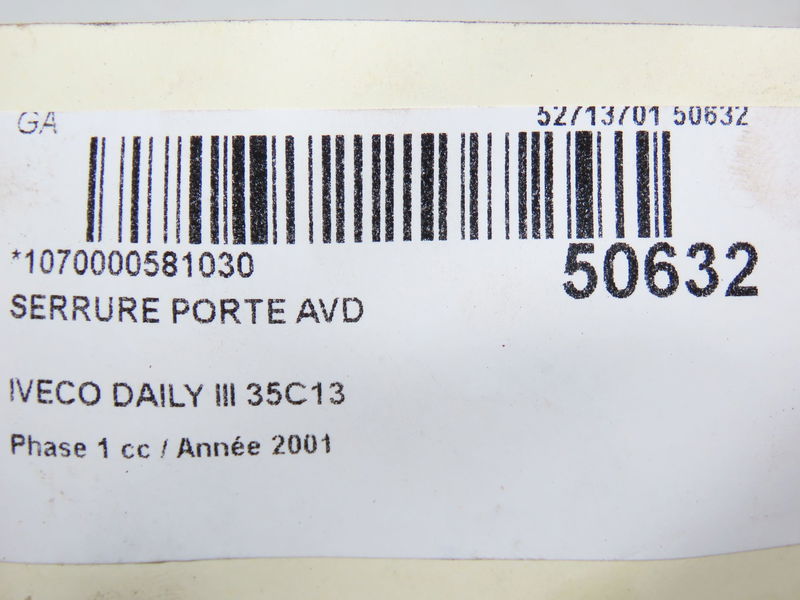 GA 52713701 50632
*1070000581030 50632
SERRURE PORTE AVD
IVECO DAILY III 35C13
Phase 1 cc / Année 2001